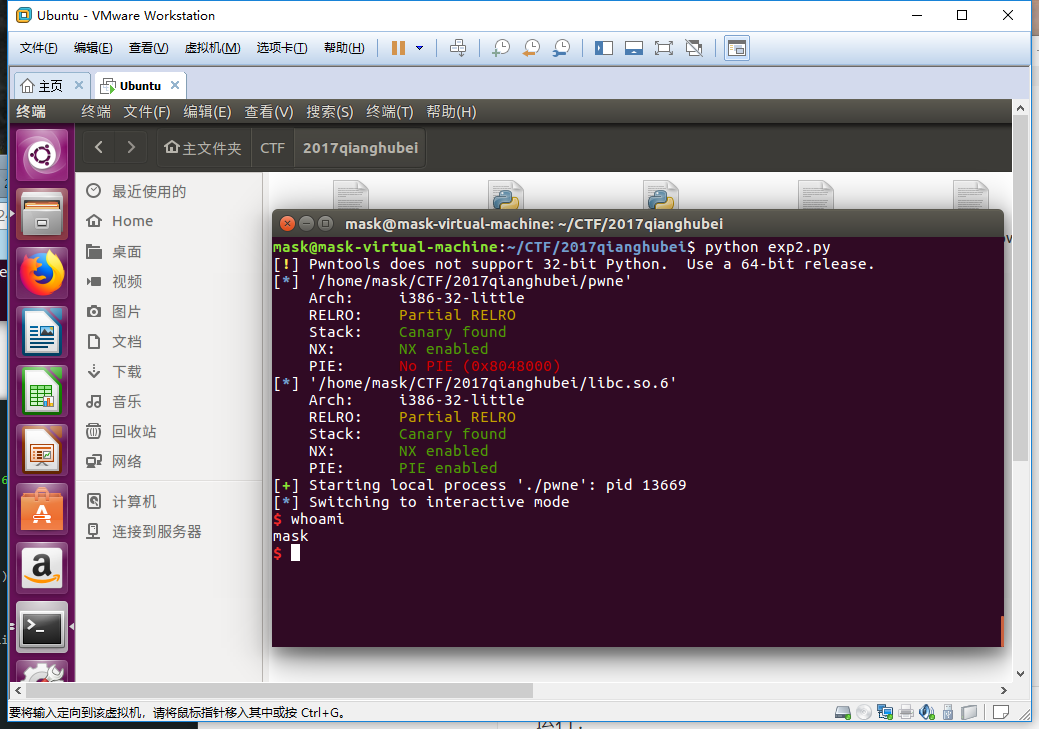 Ubuntu - VMware Workstation
文件(F) 编辑(E) 查看(V) 虚拟机(M) 选项卡(T) 帮助(H)
主页 Ubuntu
终端 终端 文件(F) 编辑(E) 查看(V) 搜索(S) 终端(T) 帮助(H)
主文件夹 CTF 2017qianghubei
最近使用的
Home
桌面
视频
图片
文档
下载
音乐
回收站
网络
计算机
连接到服务器
mask@mask-virtual-machine: ~/CTF/2017qianghubei
mask@mask-virtual-machine:~/CTF/2017qianghubei$ python exp2.py
[!] Pwntools does not support 32-bit Python.  Use a 64-bit release.
[*] '/home/mask/CTF/2017qianghubei/pwne'
    Arch:     i386-32-little
    RELRO:    Partial RELRO
    Stack:    Canary found
    NX:       NX enabled
    PIE:      No PIE (0x8048000)
[*] '/home/mask/CTF/2017qianghubei/libc.so.6'
    Arch:     i386-32-little
    RELRO:    Partial RELRO
    Stack:    Canary found
    NX:       NX enabled
    PIE:      PIE enabled
[+] Starting local process './pwne': pid 13669
[*] Switching to interactive mode
$ whoami
mask
$
要将输入定向到该虚拟机，请将鼠标指针移入其中或按 Ctrl+G。